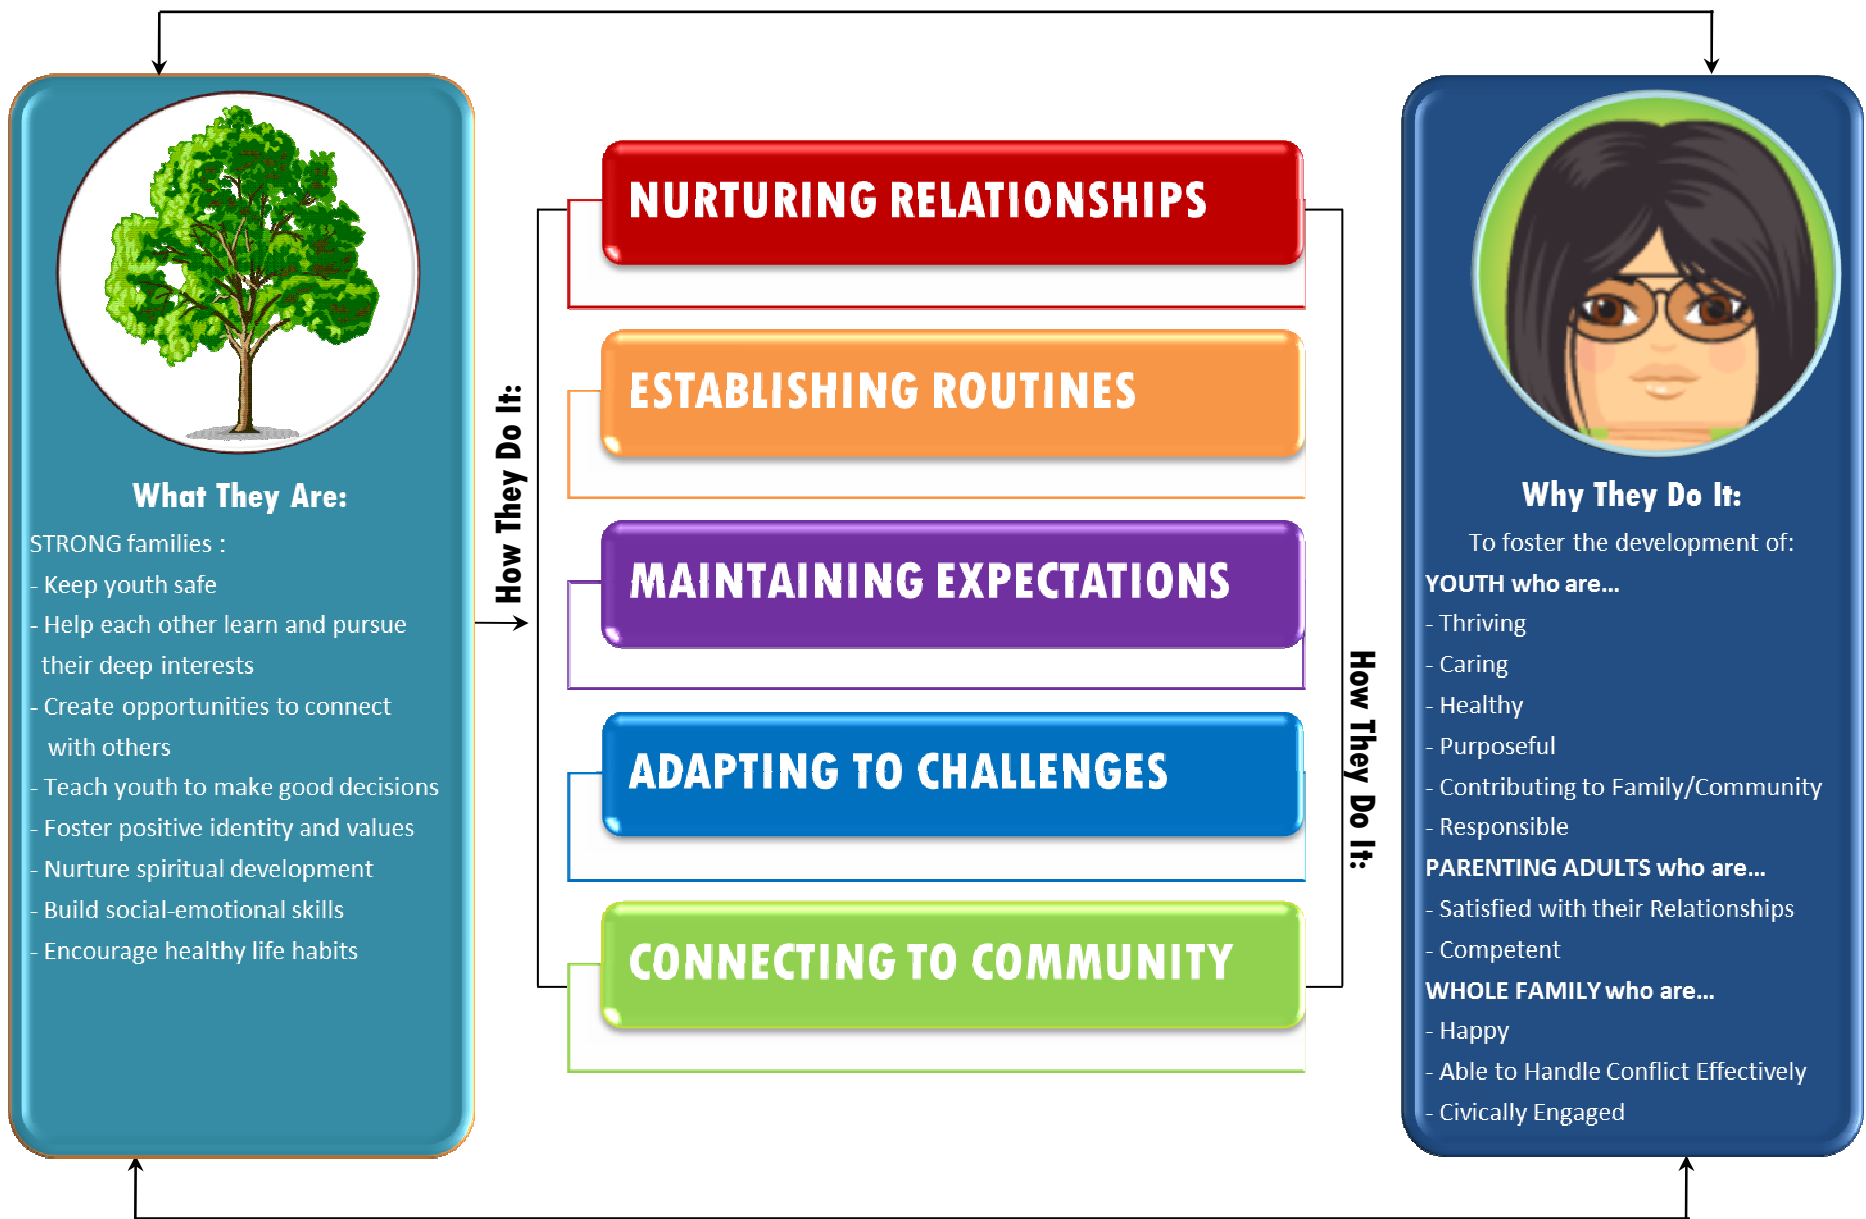 What They Are:
STRONG families :
- Keep youth safe
- Help each other learn and pursue
their deep interests
- Create opportunities to connect
with others
- Teach youth to make good decisions
- Foster positive identity and values
- Nurture spiritual development
- Build social-emotional skills
- Encourage healthy life habits
How They Do It:
NURTURING RELATIONSHIPS
ESTABLISHING ROUTINES
MAINTAINING EXPECTATIONS
ADAPTING TO CHALLENGES
CONNECTING TO COMMUNITY
How They Do It:
Why They Do It:
To foster the development of:
YOUTH who are...
- Thriving
- Caring
- Healthy
- Purposeful
- Contributing to Family/Community
- Responsible
PARENTING ADULTS who are...
- Satisfied with their Relationships
- Competent
WHOLE FAMILY who are...
- Happy
- Able to Handle Conflict Effectively
- Civically Engaged